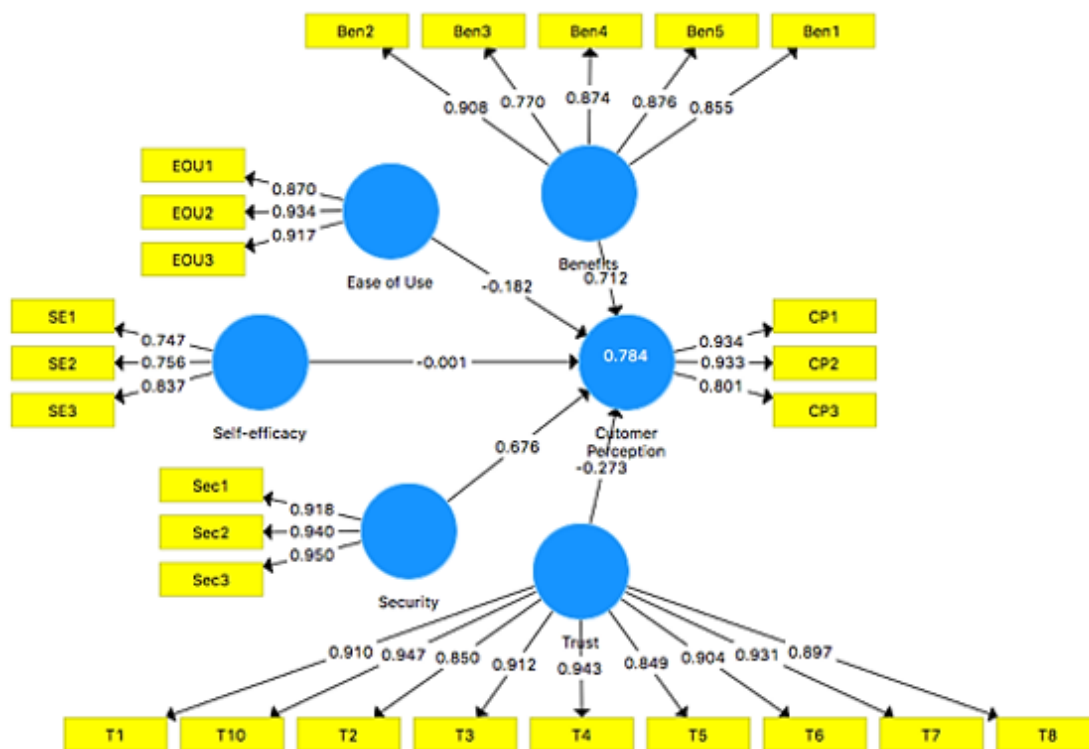 Ben2 Ben3 Ben4 Ben5 Ben1
0.908 0.770 0.874 0.876 0.855
EOU1
EOU2
EOU3
0.870
0.934
0.917
Ease of Use
Benefits
-0.182
0.712
SE1
SE2
SE3
0.747
0.756
0.837
Self-efficacy
-0.001
0.784
Cutomer
Perception
0.934
0.933
0.801
CP1
CP2
CP3
0.676
-0.273
Sec1
Sec2
Sec3
0.918
0.940
0.950
Security
Trust
0.910 0.947 0.850 0.912 0.943 0.849 0.904 0.931 0.897
T1 T10 T2 T3 T4 T5 T6 T7 T8